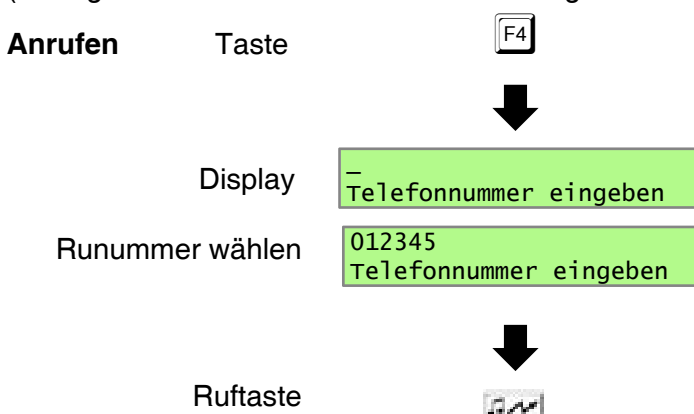 Anrufen Taste F4
Display
_
Telefonnummer eingeben
Runummer wählen
012345
Telefonnummer eingeben
Ruftaste